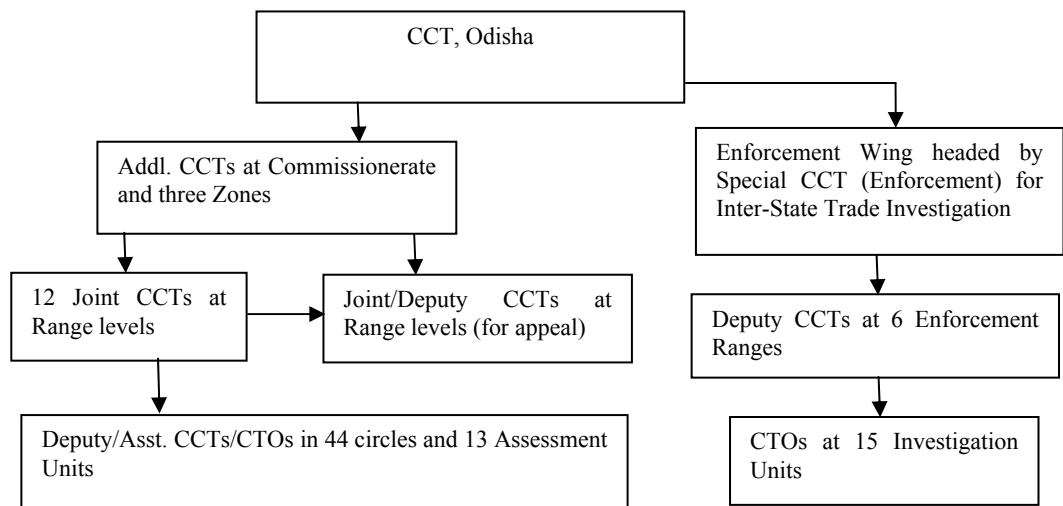 CCT, Odisha
Addl. CCTs at Commissionerate
and three Zones
Enforcement Wing headed by
Special CCT (Enforcement) for
Inter-State Trade Investigation
12 Joint CCTs at
Range levels
Joint/Deputy CCTs at
Range levels (for appeal)
Deputy CCTs at 6 Enforcement
Ranges
Deputy/Asst. CCTs/CTOs in 44 circles and 13 Assessment
Units
CTOs at 15 Investigation
Units